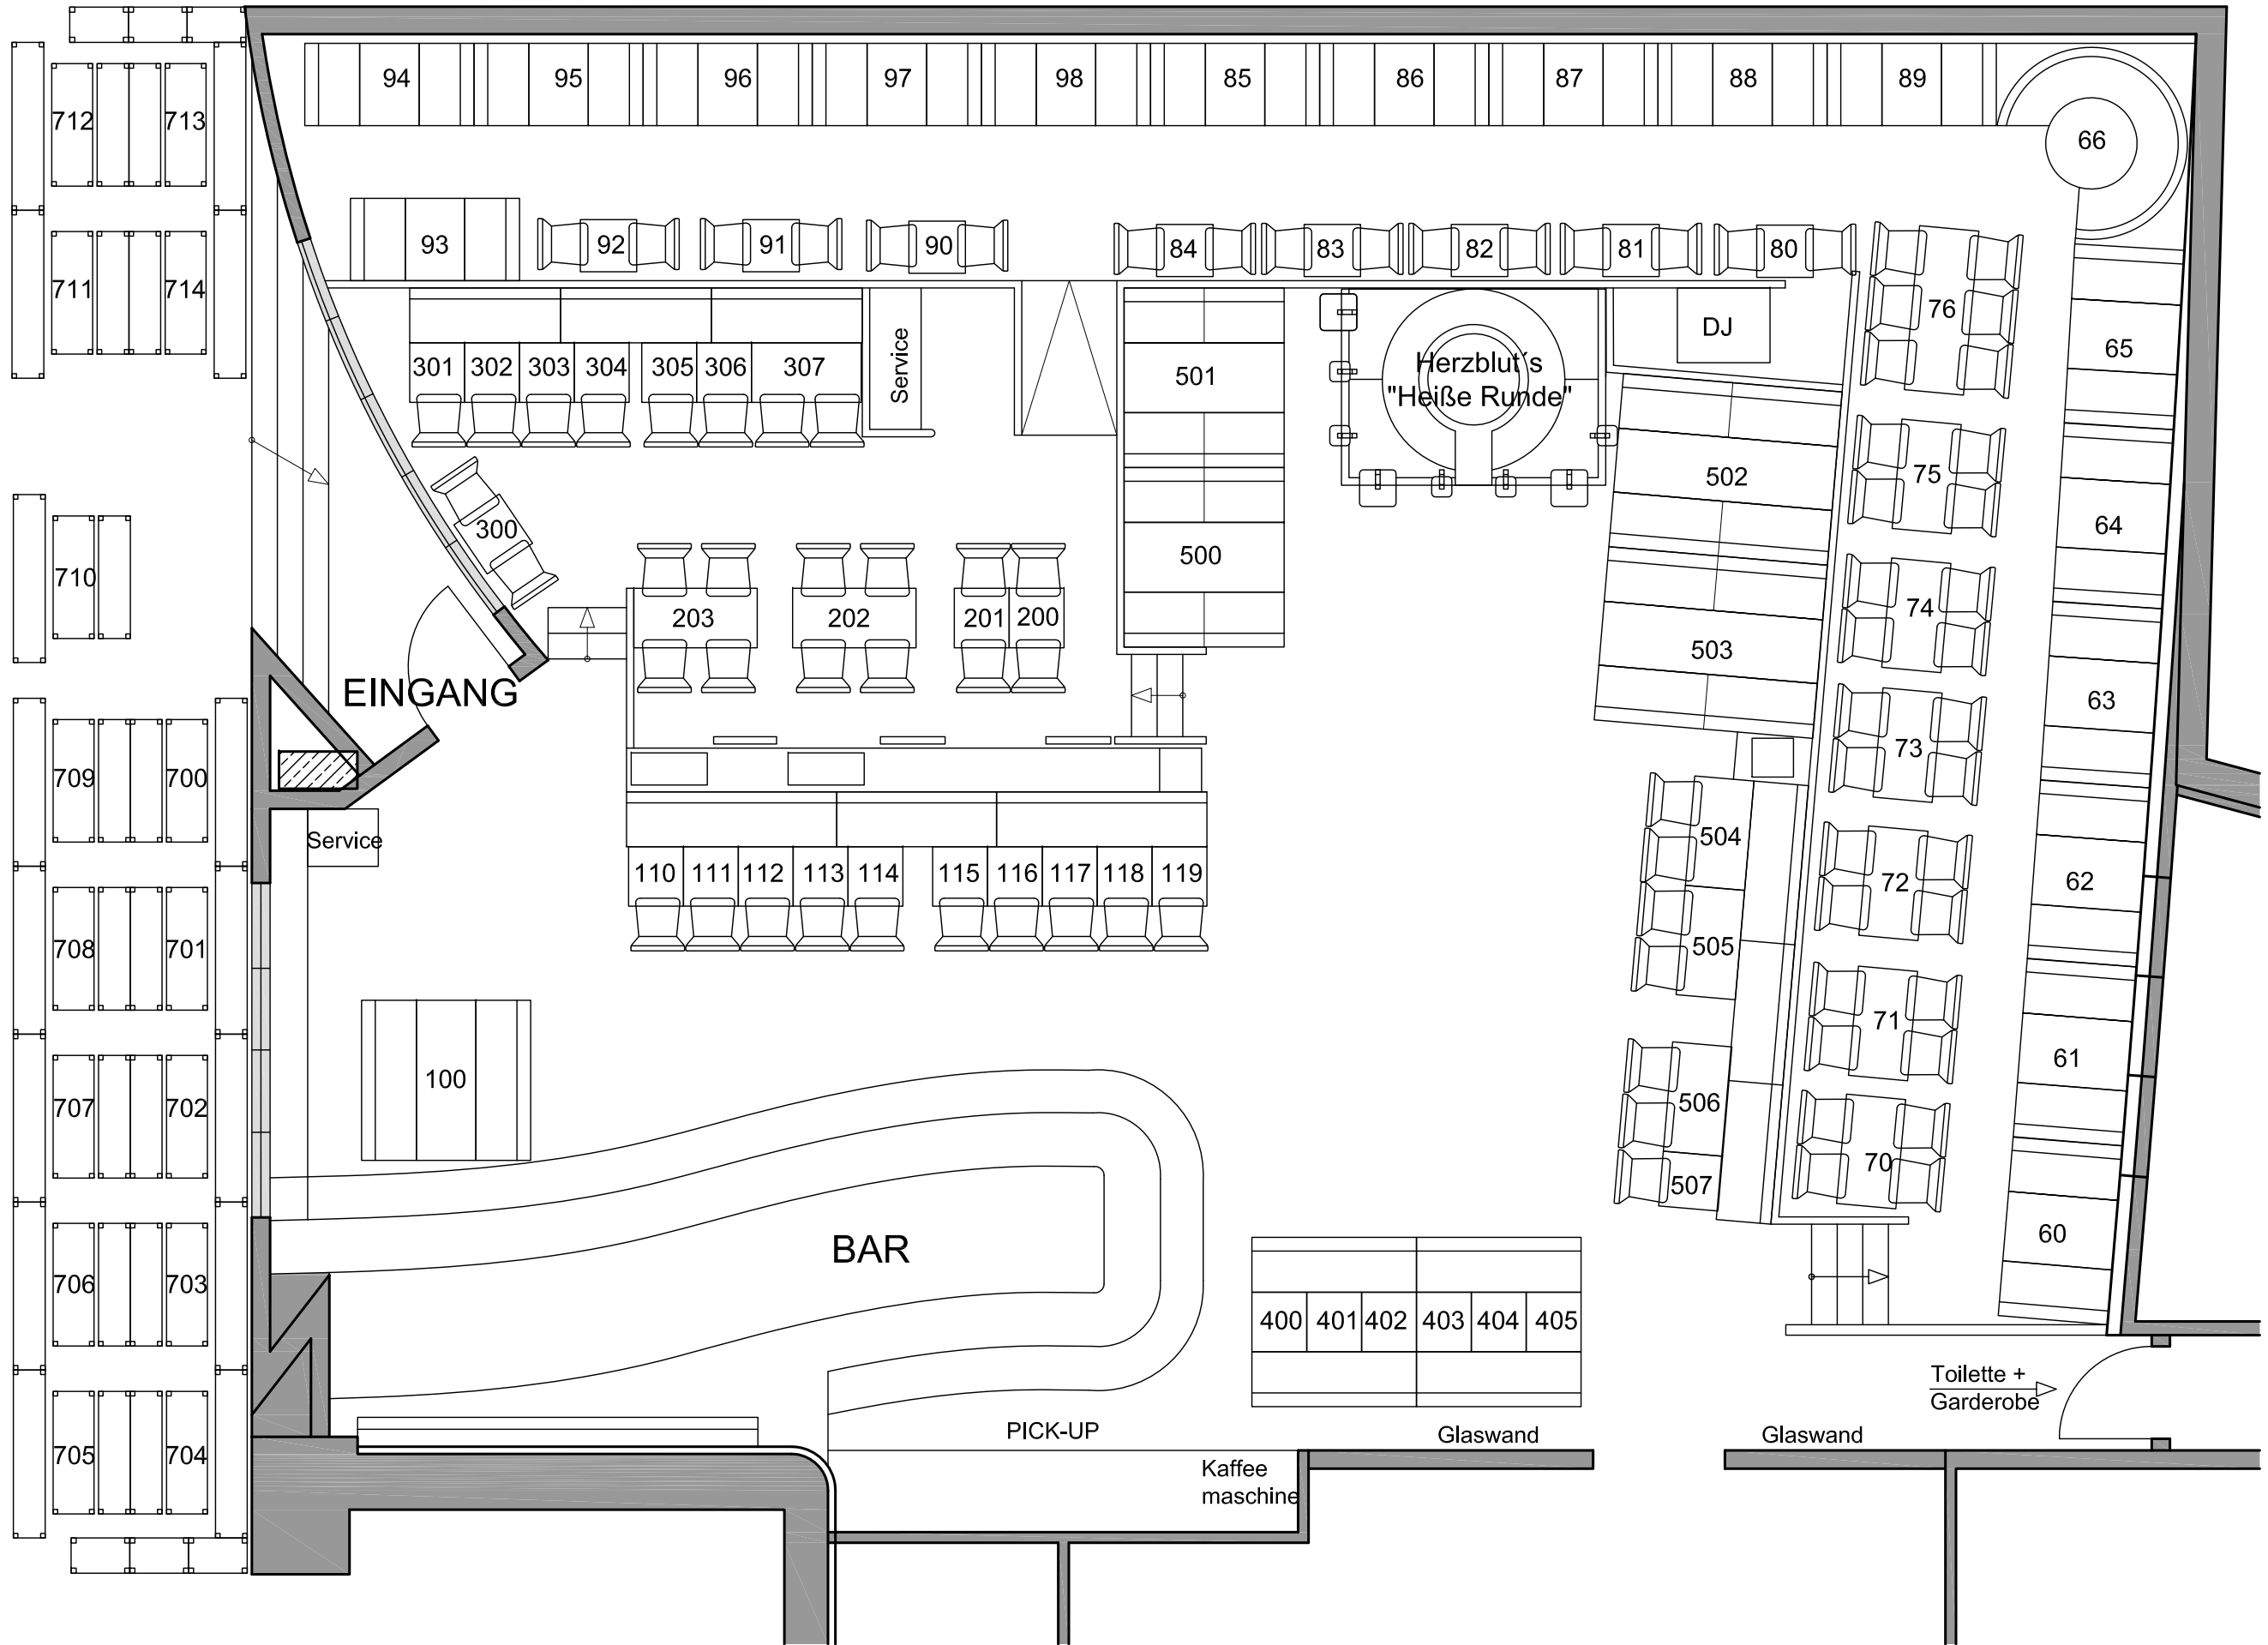 94 95 96 97 98 85 86 87 88 89
712 713
66
93 92 91 90 84 83 82 81 80
711 714
76
DJ
65
301 302 303 304 305 306 307
Service
501
Herzblut´s
"Heiße Runde"
502
75
64
300
500
710
203 202 201 200
74
503
63
EINGANG
73
709 700
Service
504
110 111 112 113 114 115 116 117 118 119
72
62
708 701
505
71
61
100
707 702
506
70
507
60
BAR
706 703
400 401 402 403 404 405
Toilette +
Garderobe
PICK-UP
Glaswand
Glaswand
705 704
Kaffee
maschine